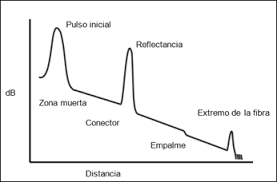 Pulso inicial
Reflectancia
Zona muerta
dB
Conector
Extremo de la fibra
Empalme
Distancia